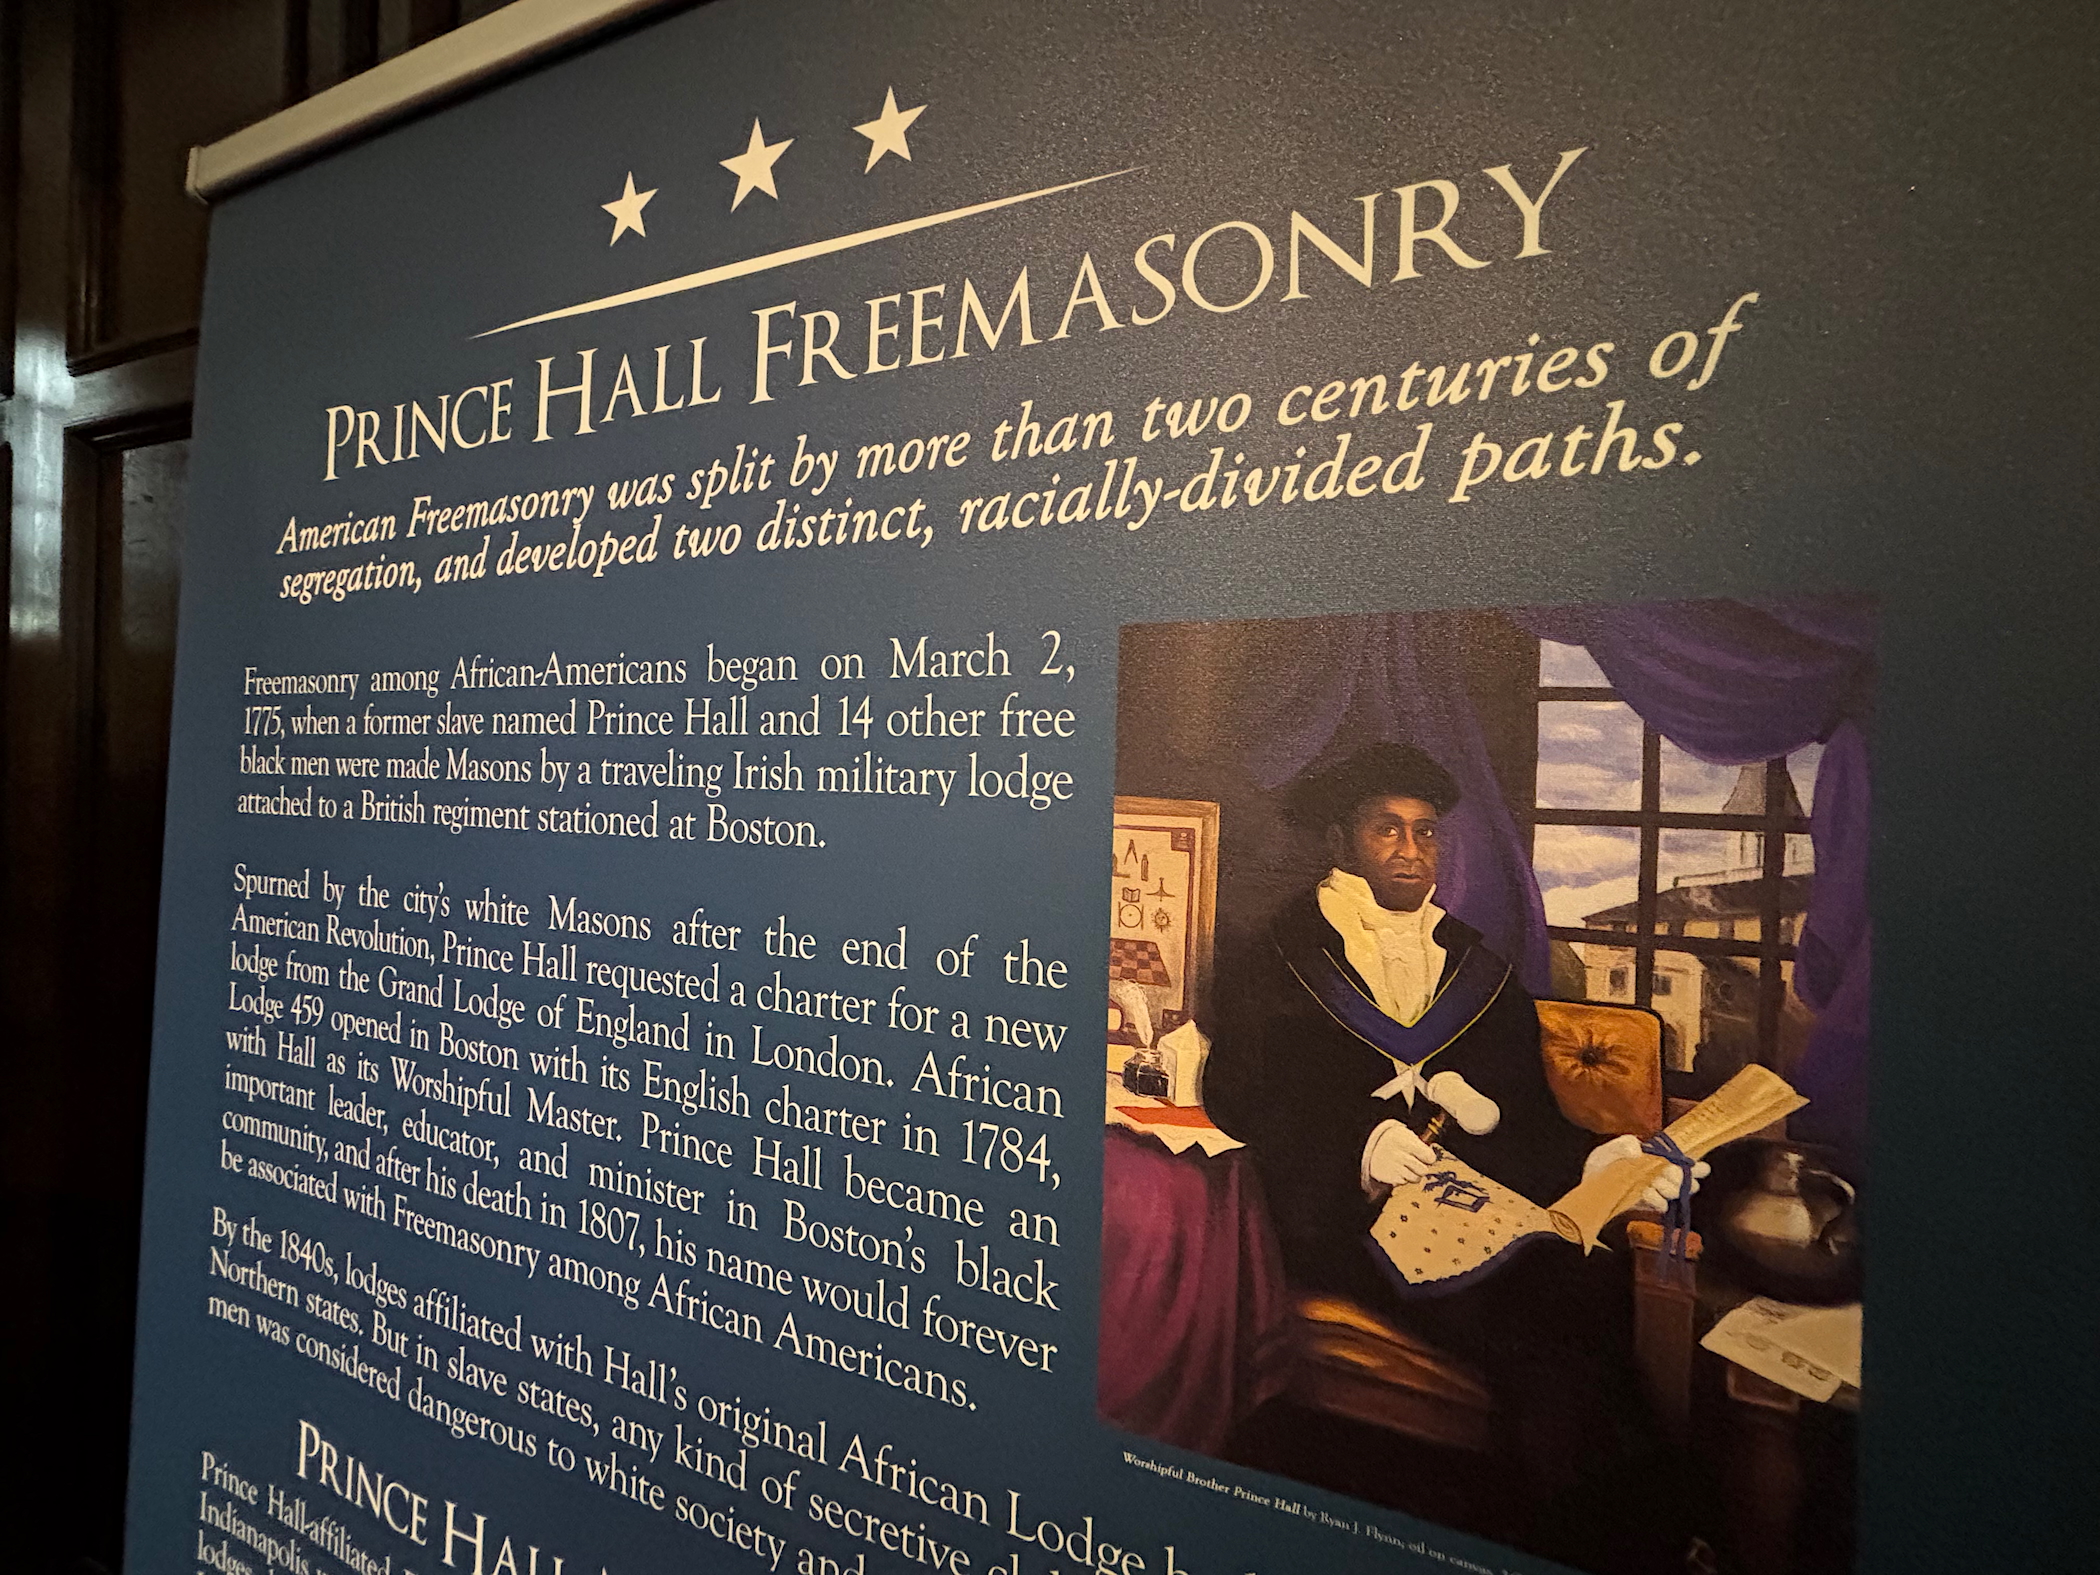 PRINCE HALL FREEMASONRY
American Freemasonry was split by more than two centuries of
segregation, and developed two distinct, racially-divided paths.
Freemasonry among African-Americans began on March 2,
1775, when a former slave named Prince Hall and 14 other free
black men were made Masons by a traveling Irish military lodge
attached to a British regiment stationed at Boston.
Spurned by the city's white Masons after the end of the
American Revolution, Prince Hall requested a charter for a new
lodge from the Grand Lodge of England in London. African
Lodge 459 opened in Boston with its English charter in 1784,
with Hall as its Worshipful Master. Prince Hall became an
important leader, educator, and minister in Boston's black
community, and after his death in 1807, his name would forever
be associated with Freemasonry among African Americans.
By the 1840s, lodges affiliated with Hall's original African Lodge
Northern states. But in slave states, any kind of secretive
men was considered dangerous to white society and
Worshipful Brother Prince Hall by Ryan J. Flynn, oil on canvas
PRINCE HALL
Prince Hall-affiliated
Indianapolis
lodges